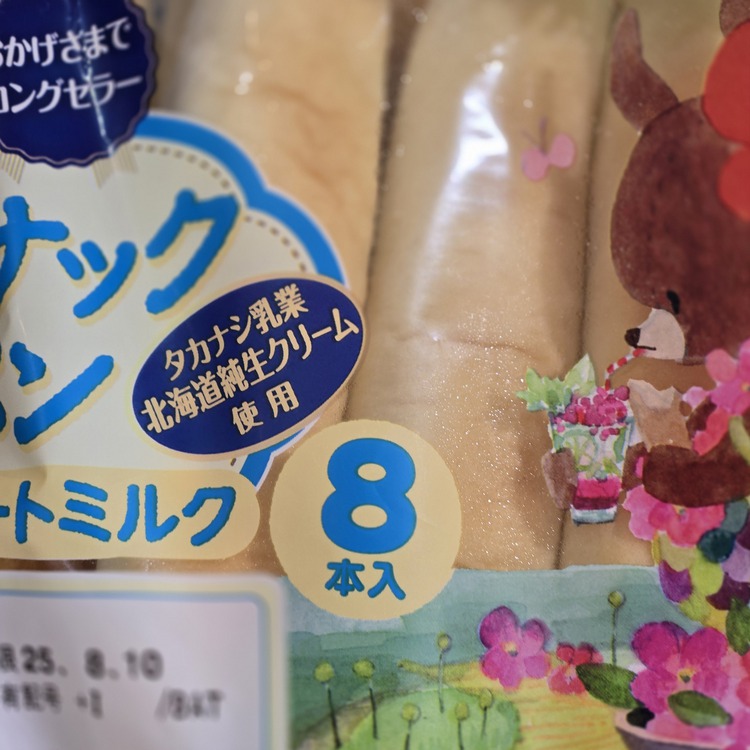 おかげさまで
ロングセラー
ナック
タカナシ乳業
北海道純生クリーム
使用
ートミルク
8
本入
25. 8.10
/BAT